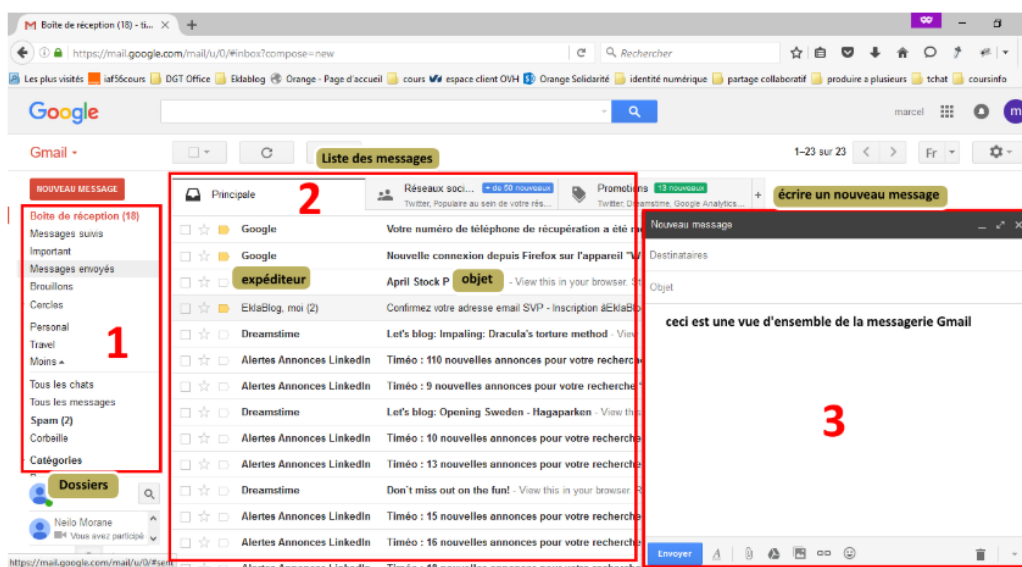 Boîte de réception (18) - ti...
https://mail.google.com/mail/u/0/#inbox?compose=new
Rechercher
Les plus visités iaf56cours DGT Office Eklablog Orange - Page d'accueil cours espace client OVH Orange Solidarité identité numérique partage collaboratif produire a plusieurs tchat coursinfo
Google
marcel
m
Gmail
Liste des messages
1–23 sur 23
Fr
NOUVEAU MESSAGE
Boîte de réception (18)
Messages suivis
Important
Messages envoyés
Brouillons
Cercles
Personal
Travel
Moins
Tous les chats
Tous les messages
Spam (2)
Corbeille
Catégories
1
Dossiers
Neilo Morane
Vous avez participé
https://mail.google.com/mail/u/0/#sent
Principale
2
Réseaux soci... + de 50 nouveaux
Twitter, Populaire au sein de votre rés...
Promotions 13 nouveaux
Twitter, Dreamstime, Google Analytics...
+
Google Votre numéro de téléphone de récupération a été
Google Nouvelle connexion depuis Firefox sur l'appareil "W
expéditeur
April Stock P
objet
- View this in your browser.
EklaBlog, moi (2) Confirmez votre adresse email SVP - Inscription àEklaBlo
Dreamstime Let's blog: Impaling: Dracula's torture method - View
Alertes Annonces LinkedIn Timéo : 110 nouvelles annonces pour votre recherche
Alertes Annonces LinkedIn Timéo : 9 nouvelles annonces pour votre recherche "
Dreamstime Let's blog: Opening Sweden - Hagaparken - View this
Alertes Annonces LinkedIn Timéo : 10 nouvelles annonces pour votre recherche
Alertes Annonces LinkedIn Timéo : 13 nouvelles annonces pour votre recherche
Dreamstime Don't miss out on the fun! - View this in your browser. R
Alertes Annonces LinkedIn Timéo : 15 nouvelles annonces pour votre recherche
Alertes Annonces LinkedIn Timéo : 16 nouvelles annonces pour votre recherche
écrire un nouveau message
Nouveau message
Destinataires
Objet
ceci est une vue d'ensemble de la messagerie Gmail
3
Envoyer